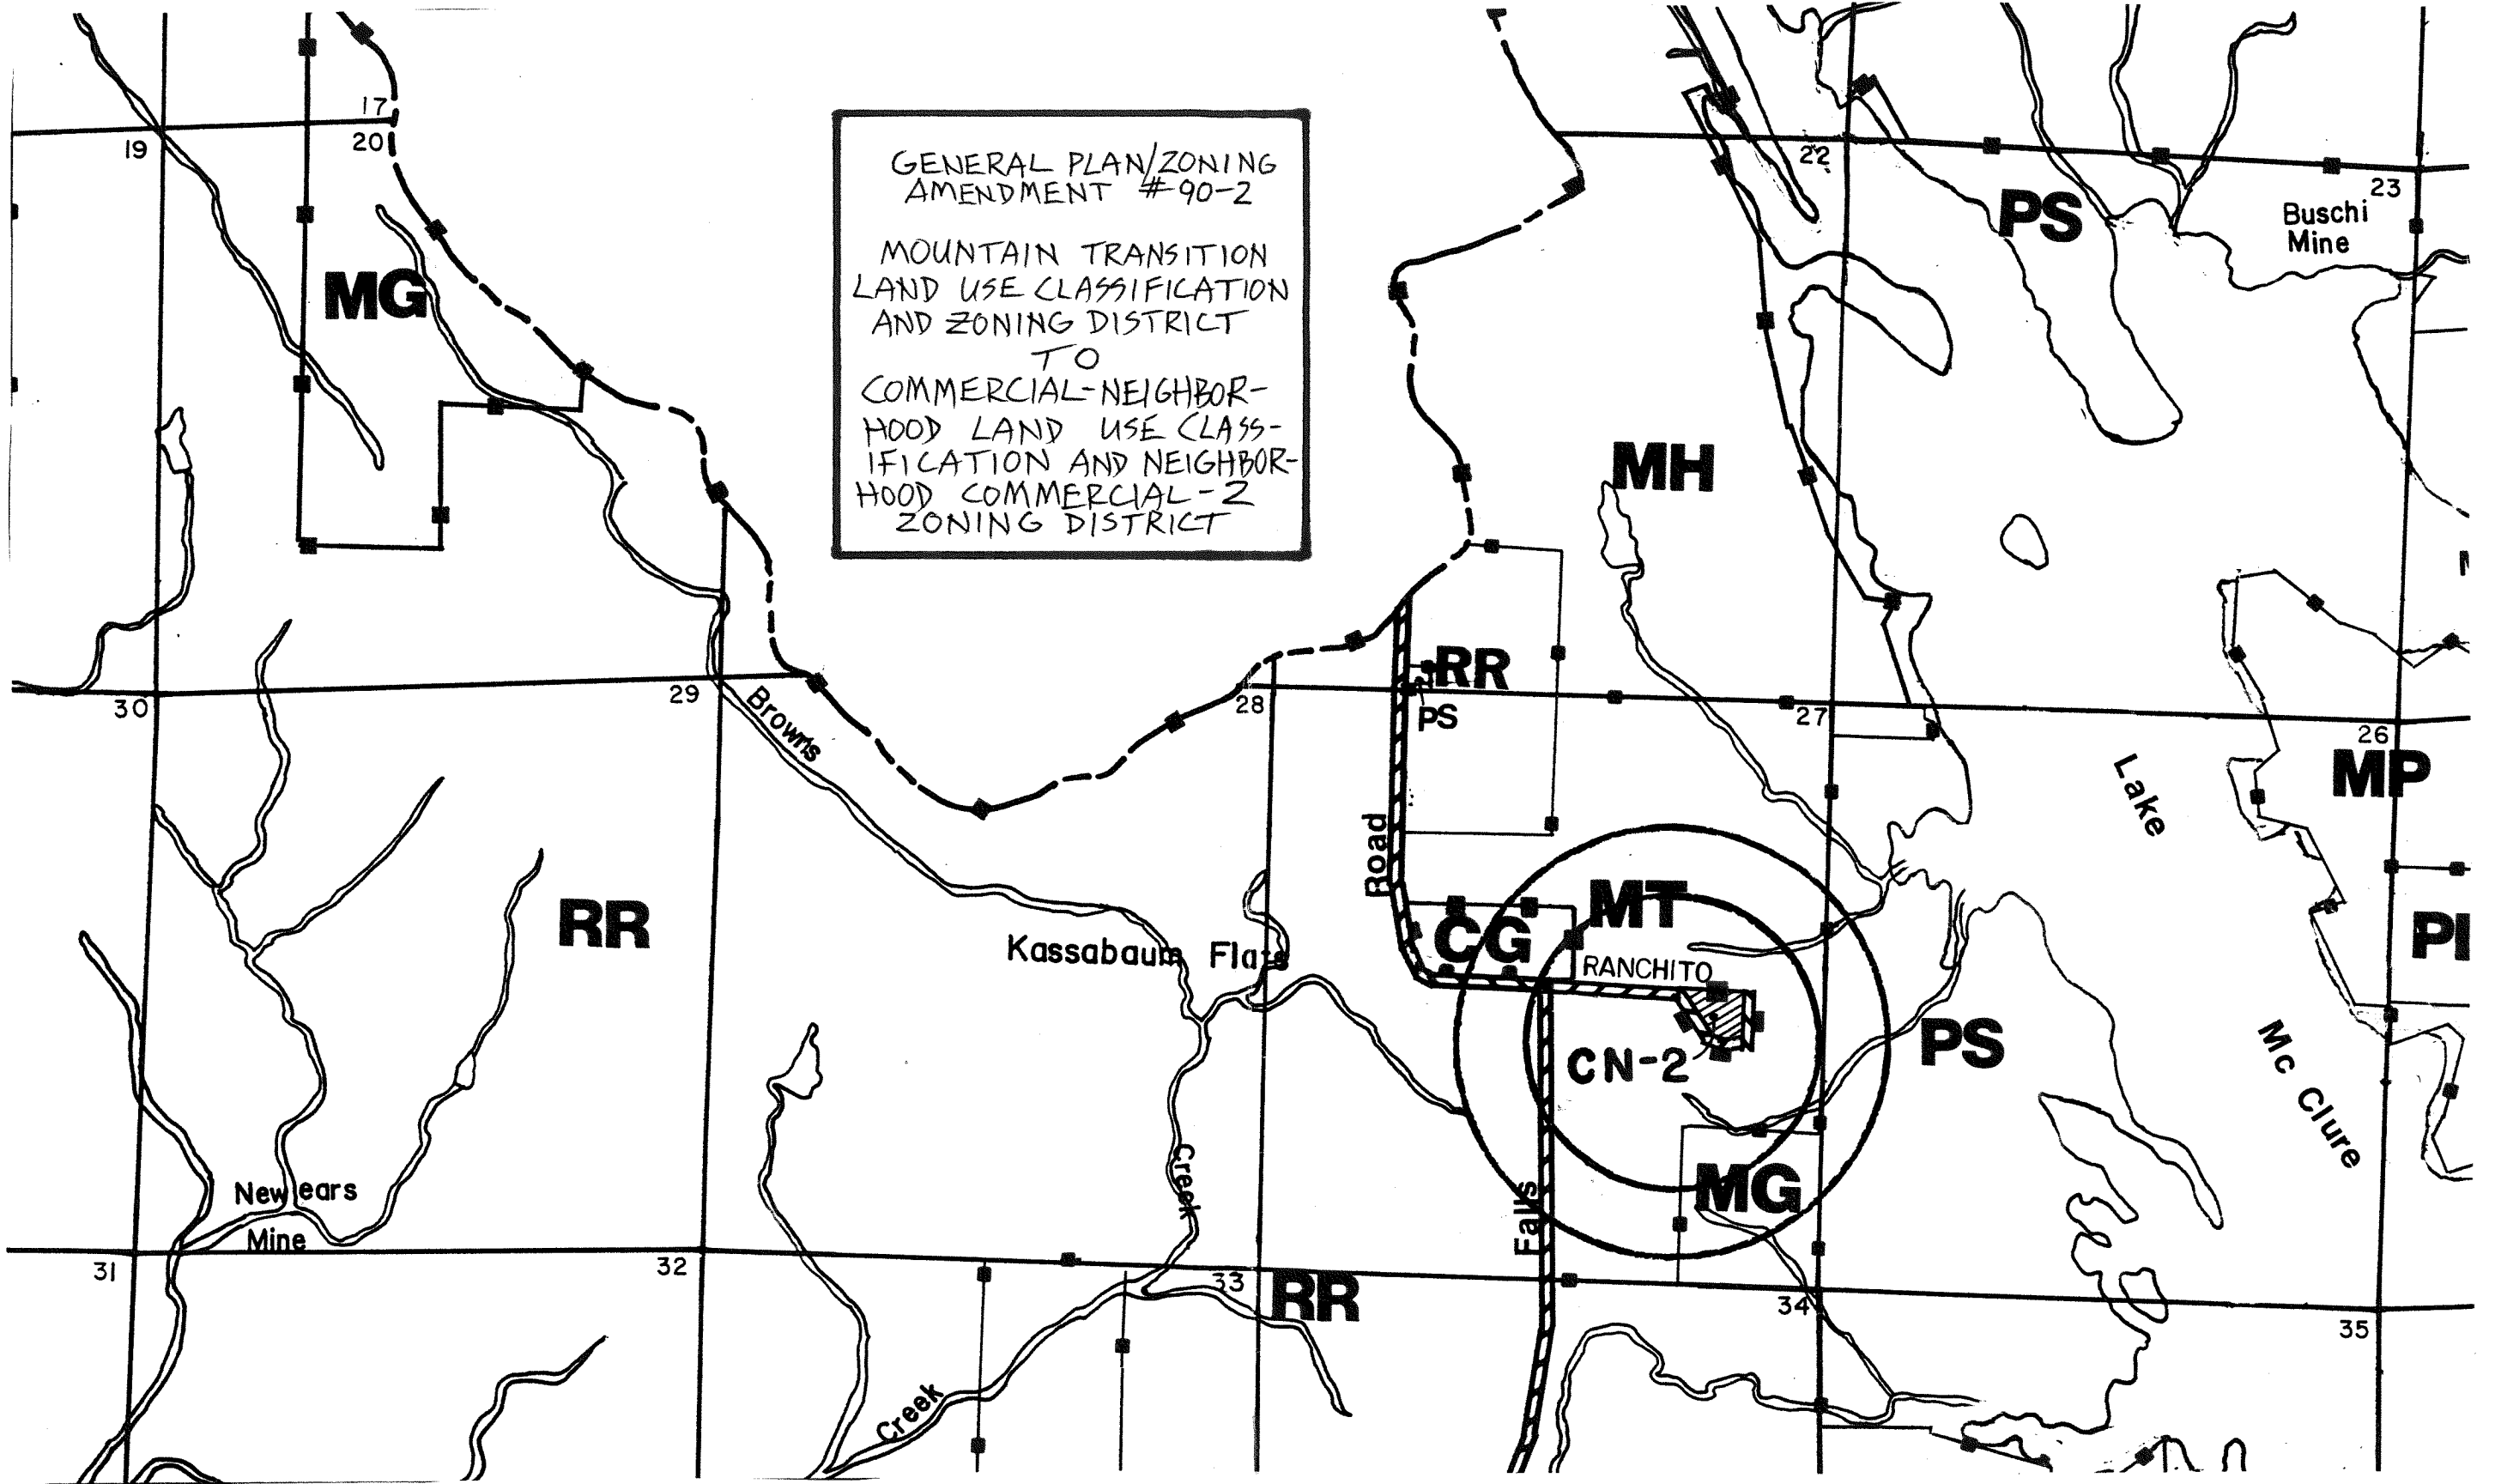 17
20
19
22
23
PS
Buschi
Mine
GENERAL PLAN/ZONING
AMENDMENT #90-2
MOUNTAIN TRANSITION
LAND USE CLASSIFICATION
AND ZONING DISTRICT
TO
COMMERCIAL-NEIGHBOR-
HOOD LAND USE CLASS-
IFICATION AND NEIGHBOR-
HOOD COMMERCIAL-2
ZONING DISTRICT
MG
MH
RR
PS
30
29
28
27
26
Browns
Lake
MP
Road
MT
CG
RANCHITO
RR
Kassabaum Flats
CN-2
PS
Mc Clure
Creek
Falls
MG
New ears
Mine
31
32
33
RR
34
35
Creek